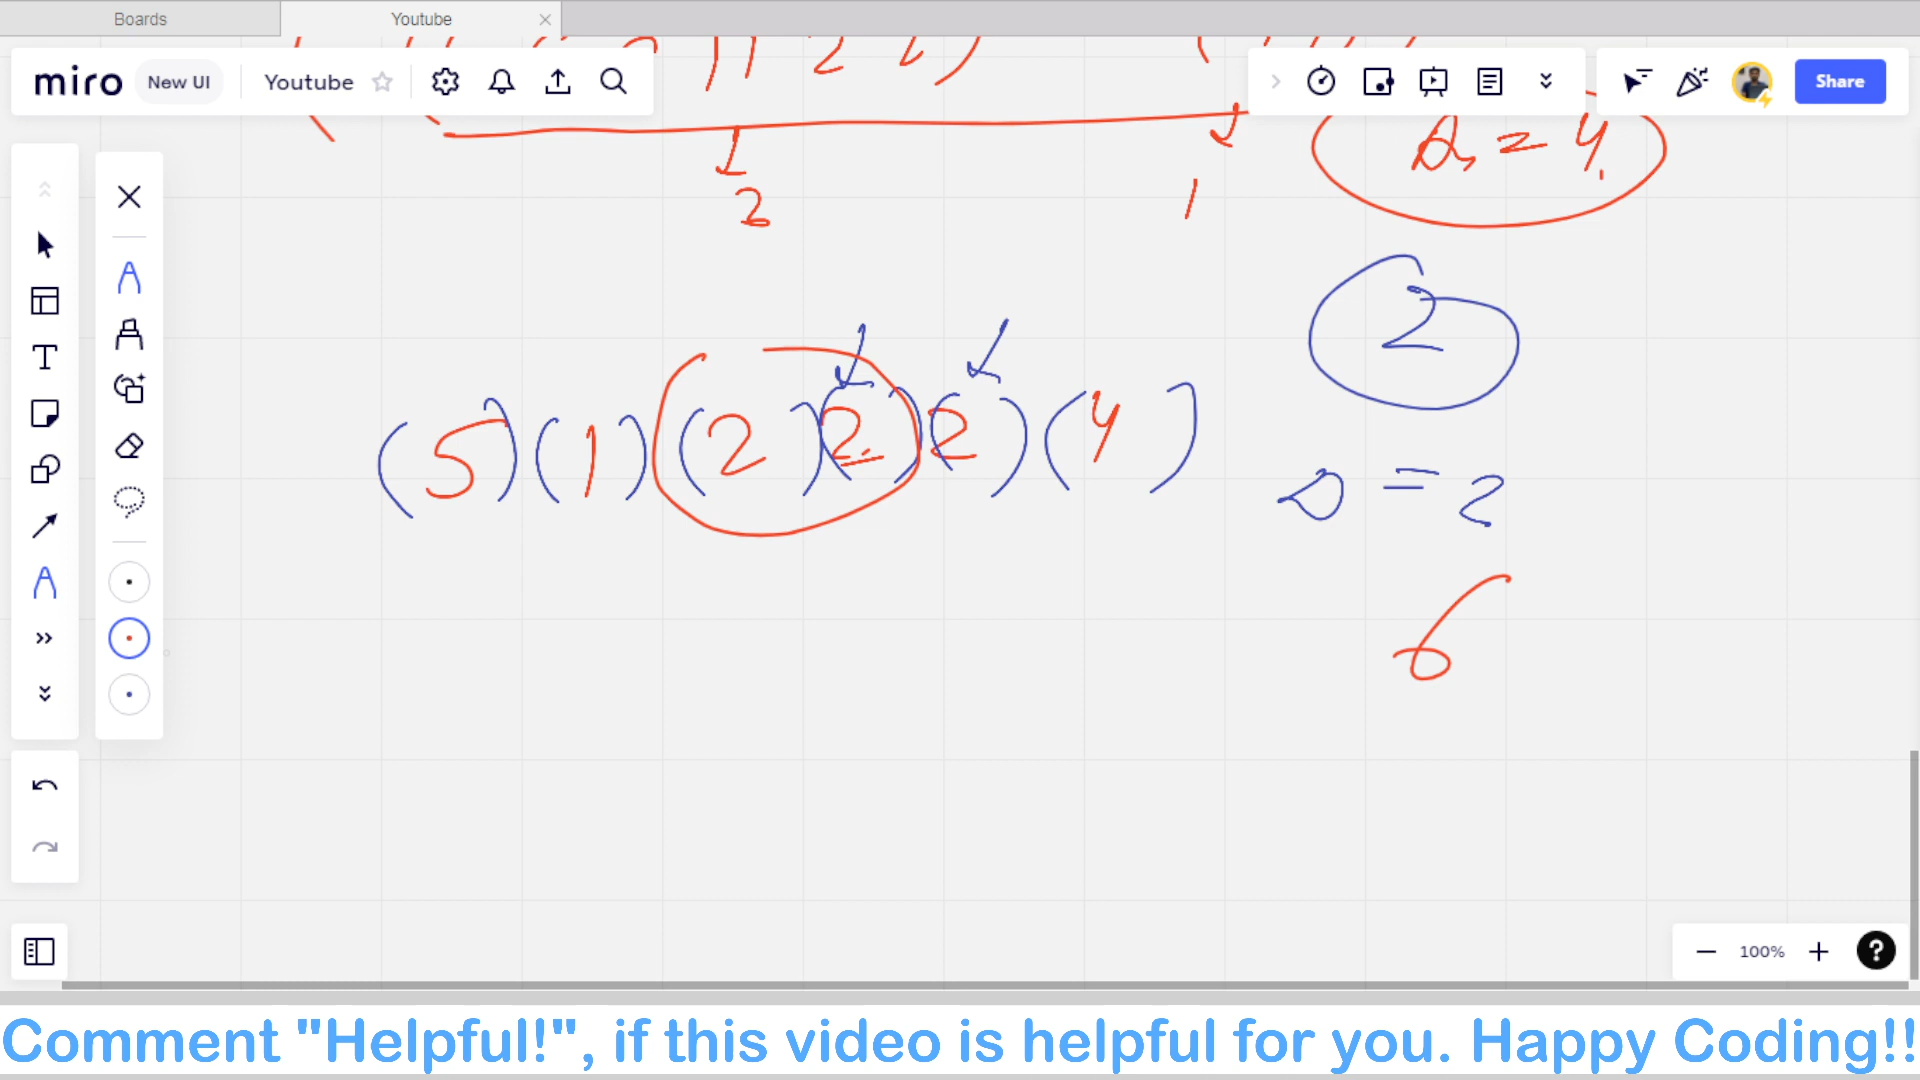 Boards
Youtube
miro New UI Youtube Share
s = 4
2 1
2
(5)(1)(2)(2)(2)(4)
s = 2
6
100% ?
Comment "Helpful!", if this video is helpful for you. Happy Coding!!